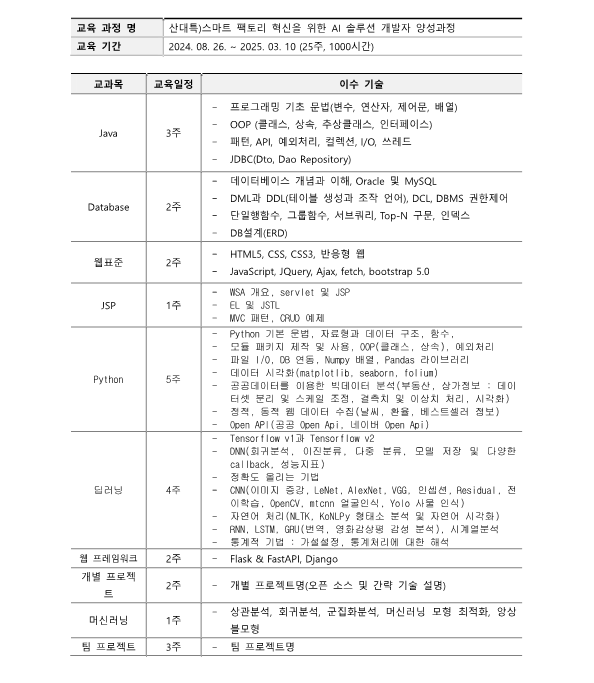 교육 과정 명 산대특)스마트 팩토리 혁신을 위한 AI 솔루션 개발자 양성과정
교육 기간 2024. 08. 26. ~ 2025. 03. 10 (25주, 1000시간)
교과목 교육일정 이수 기술
Java 3주
- 프로그래밍 기초 문법(변수, 연산자, 제어문, 배열)
- OOP (클래스, 상속, 추상클래스, 인터페이스)
- 패턴, API, 예외처리, 컬렉션, I/O, 쓰레드
- JDBC(Dto, Dao Repository)
Database 2주
- 데이터베이스 개념과 이해, Oracle 및 MySQL
- DML과 DDL(테이블 생성과 조작 언어), DCL, DBMS 권한제어
- 단일행함수, 그룹함수, 서브쿼리, Top-N 구문, 인덱스
- DB설계(ERD)
웹표준 2주
- HTML5, CSS, CSS3, 반응형 웹
- JavaScript, JQuery, Ajax, fetch, bootstrap 5.0
JSP 1주
- WSA 개요, servlet 및 JSP
- EL 및 JSTL
- MVC 패턴, CRUD 예제
Python 5주
- Python 기본 문법, 자료형과 데이터 구조, 함수,
- 모듈 패키지 제작 및 사용, OOP(클래스, 상속), 예외처리
- 파일 I/O, DB 연동, Numpy 배열, Pandas 라이브러리
- 데이터 시각화(matplotlib, seaborn, folium)
- 공공데이터를 이용한 빅데이터 분석(부동산, 상가정보 : 데이
터셋 분리 및 스케일 조정, 결측치 및 이상치 처리, 시각화)
- 정적, 동적 웹 데이터 수집(날씨, 환율, 베스트셀러 정보)
- Open API(공공 Open Api, 네이버 Open Api)
딥러닝 4주
- Tensorflow v1과 Tensorflow v2
- DNN(회귀분석, 이진분류, 다중 분류, 모델 저장 및 다양한
callback, 성능지표)
- 정확도 올리는 기법
- CNN(이미지 증강, LeNet, AlexNet, VGG, 인셉션, Residual, 전
이학습, OpenCV, mtcnn 얼굴인식, Yolo 사물 인식)
- 자연어 처리(NLTK, KoNLPy 형태소 분석 및 자연어 시각화)
- RNN, LSTM, GRU(번역, 영화감상평 감성 분석), 시계열분석
- 통계적 기법 : 가설설정, 통계처리에 대한 해석
웹 프레임워크 2주 - Flask & FastAPI, Django
개별 프로젝
트 2주 - 개별 프로젝트명(오픈 소스 및 간략 기술 설명)
머신러닝 1주
- 상관분석, 회귀분석, 군집화분석, 머신러닝 모형 최적화, 앙상
블모형
팀 프로젝트 3주 - 팀 프로젝트명